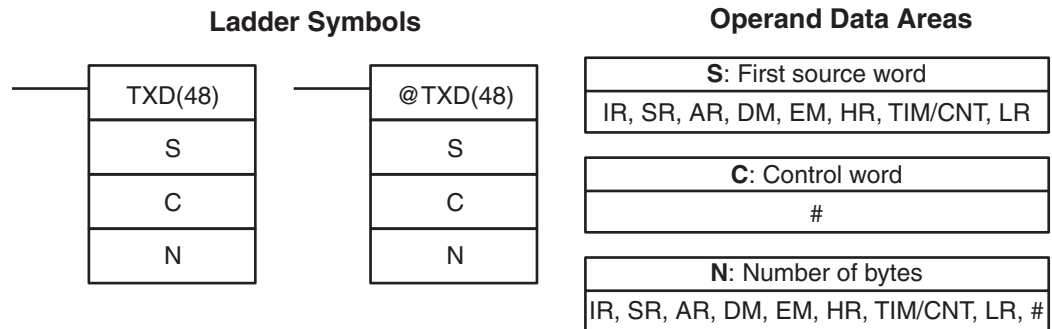 Ladder Symbols
TXD(48)
S
C
N
@TXD(48)
S
C
N
Operand Data Areas
S: First source word
IR, SR, AR, DM, EM, HR, TIM/CNT, LR
C: Control word
#
N: Number of bytes
IR, SR, AR, DM, EM, HR, TIM/CNT, LR, #